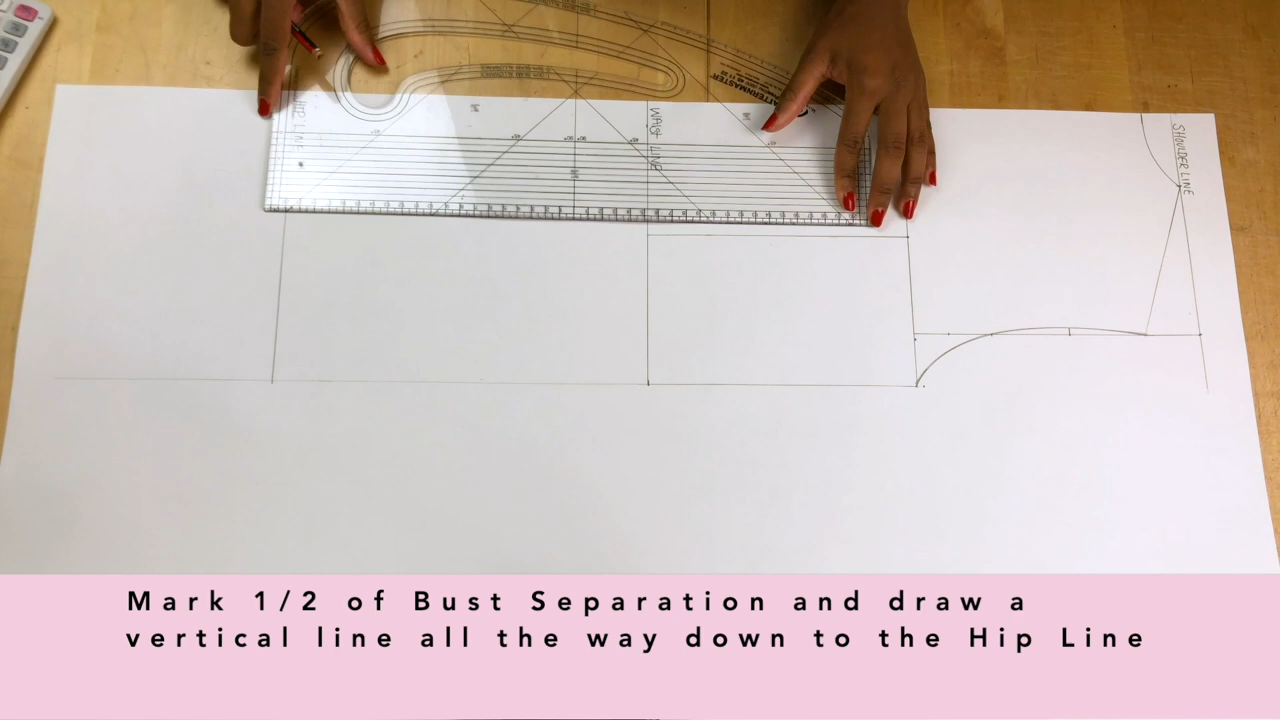 HIP LINE
WAIST LINE
SHOULDER LINE
PATTERNMASTER
Mark 1/2 of Bust Separation and draw a
vertical line all the way down to the Hip Line